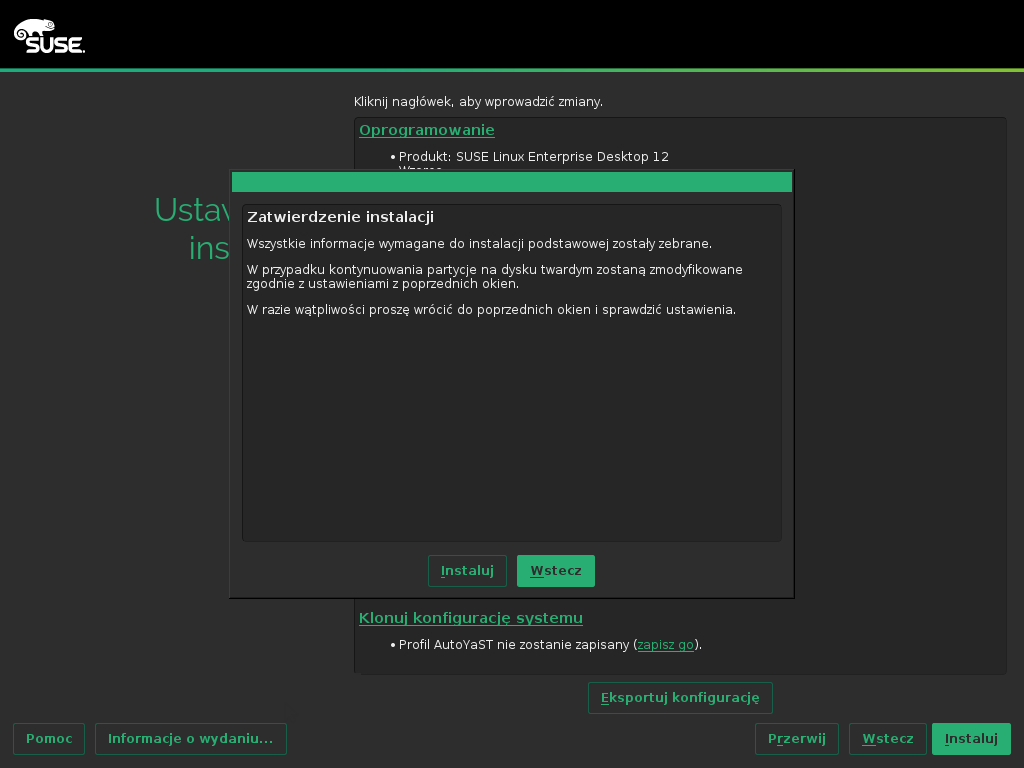 SUSE
Kliknij nagłówek, aby wprowadzić zmiany.
Oprogramowanie
• Produkt: SUSE Linux Enterprise Desktop 12
Zatwierdzenie instalacji
Wszystkie informacje wymagane do instalacji podstawowej zostały zebrane.
W przypadku kontynuowania partycje na dysku twardym zostaną zmodyfikowane
zgodnie z ustawieniami z poprzednich okien.
W razie wątpliwości proszę wrócić do poprzednich okien i sprawdzić ustawienia.
Instaluj
Wstecz
Klonuj konfigurację systemu
• Profil AutoYaST nie zostanie zapisany (zapisz go).
Eksportuj konfigurację
Pomoc
Informacje o wydaniu...
Przerwij
Wstecz
Instaluj